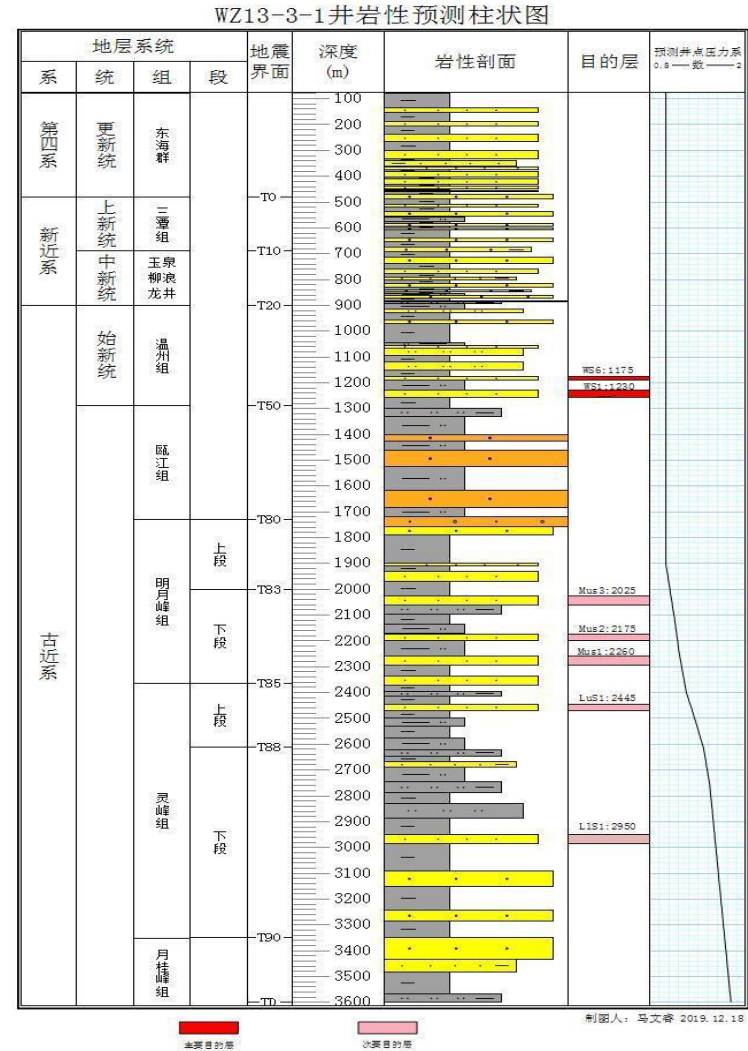 WZ13-3-1井岩性预测柱状图
地层系统
系
统
组
段
地震界面
深度(m)
岩性剖面
目的层
预测井点压力系数
0.8
2
第四系
更新统
东海群
新近系
上新统
三潭组
中新统
玉泉
柳浪
龙井
古近系
始新统
温州组
瓯江组
明月峰组
上段
下段
灵峰组
上段
下段
月桂峰组
T0
T10
T20
T50
T80
T83
T85
T88
T90
TD
100
200
300
400
500
600
700
800
900
1000
1100
1200
1300
1400
1500
1600
1700
1800
1900
2000
2100
2200
2300
2400
2500
2600
2700
2800
2900
3000
3100
3200
3300
3400
3500
3600
WS6:1175
WS1:1230
Mus3:2025
Mus2:2175
Mus1:2260
LuS1:2445
L1S1:2950
制图人: 马文睿 2019.12.18
主要目的层
次要目的层